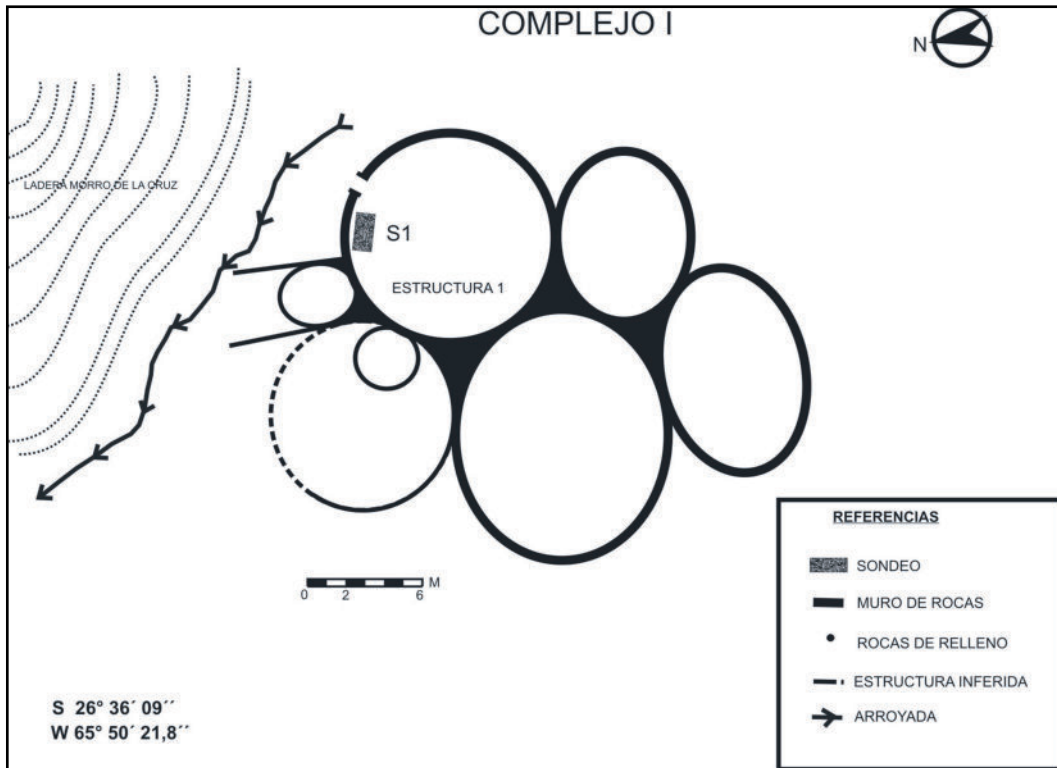 COMPLEJO I
N
LADERA MORRO DE LA CRUZ
S1
ESTRUCTURA 1
M
0 2 6
REFERENCIAS
SONDEO
MURO DE ROCAS
ROCAS DE RELLENO
ESTRUCTURA INFERIDA
ARROYADA
S 26° 36´ 09´´
W 65° 50´ 21,8´´